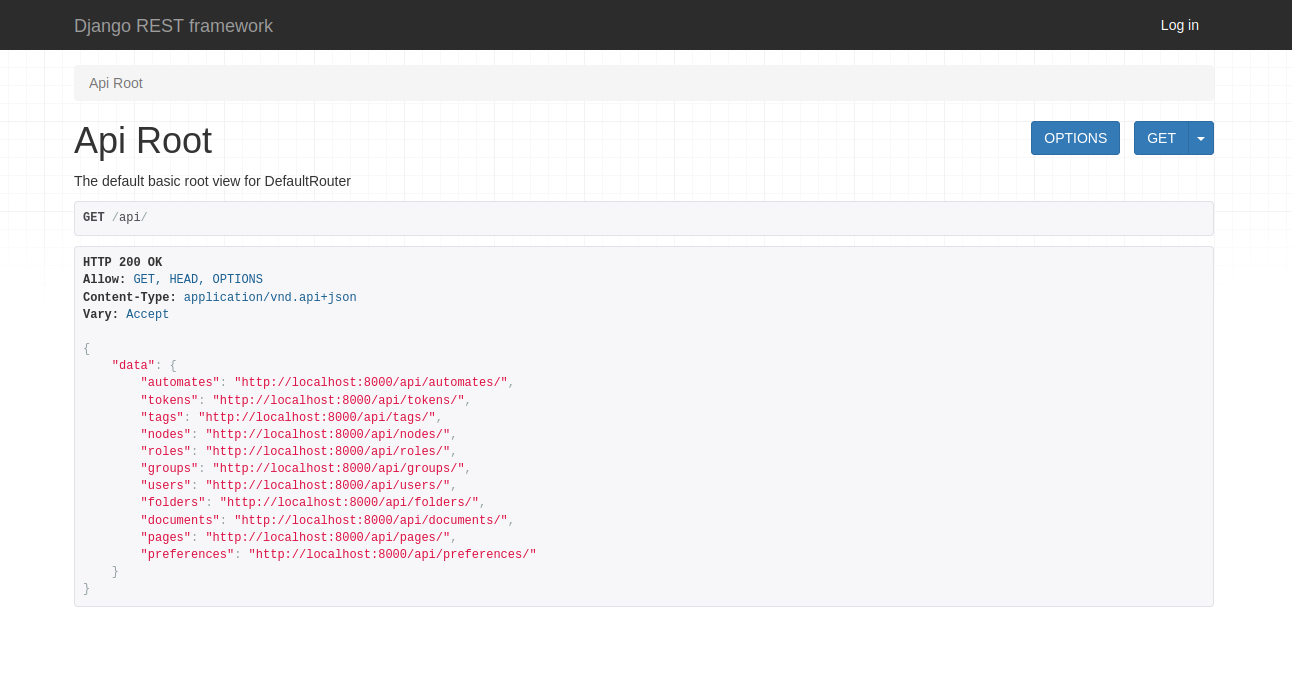 Django REST framework
Log in
Api Root
Api Root
OPTIONS
GET
The default basic root view for DefaultRouter
GET /api/
HTTP 200 OK
Allow: GET, HEAD, OPTIONS
Content-Type: application/vnd.api+json
Vary: Accept
{
    "data": {
        "automates": "http://localhost:8000/api/automates/",
        "tokens": "http://localhost:8000/api/tokens/",
        "tags": "http://localhost:8000/api/tags/",
        "nodes": "http://localhost:8000/api/nodes/",
        "roles": "http://localhost:8000/api/roles/",
        "groups": "http://localhost:8000/api/groups/",
        "users": "http://localhost:8000/api/users/",
        "folders": "http://localhost:8000/api/folders/",
        "documents": "http://localhost:8000/api/documents/",
        "pages": "http://localhost:8000/api/pages/",
        "preferences": "http://localhost:8000/api/preferences/"
    }
}